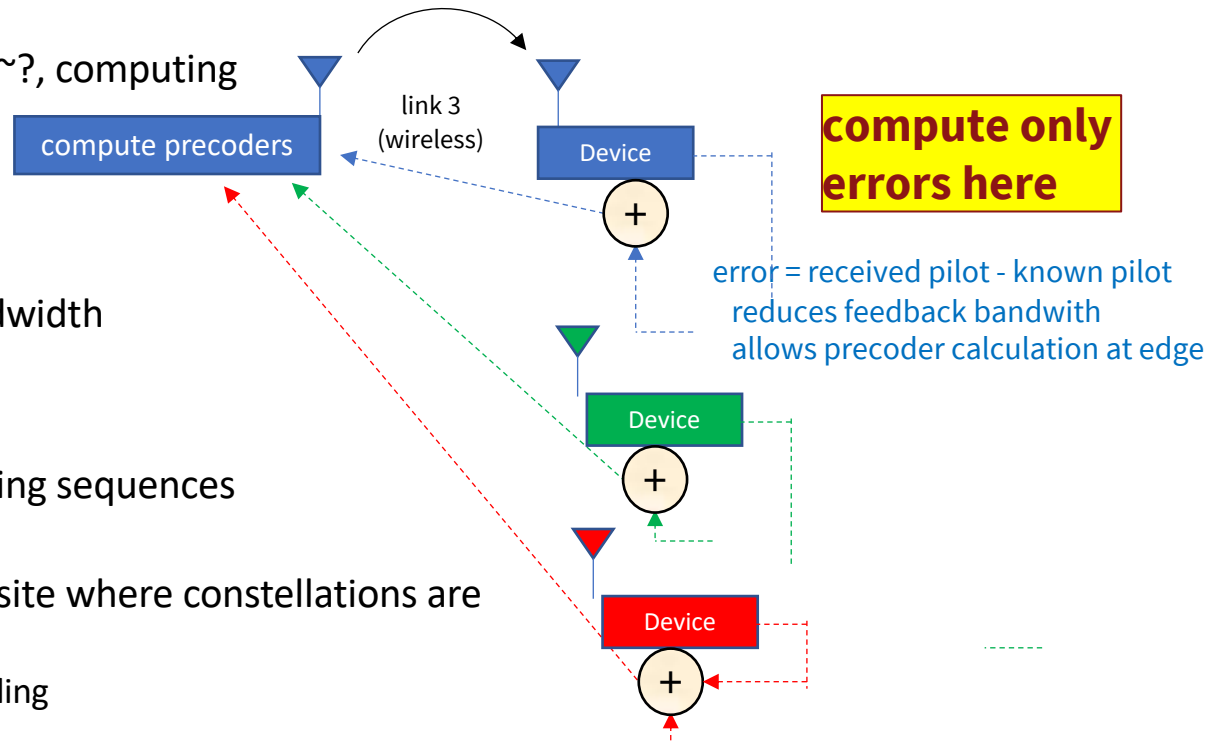 ~?, computing
link 3
(wireless)
compute precoders
Device
compute only
errors here
+
error = received pilot - known pilot
reduces feedback bandwith
allows precoder calculation at edge
dwidth
Device
+
ing sequences
site where constellations are
Device
+
ling